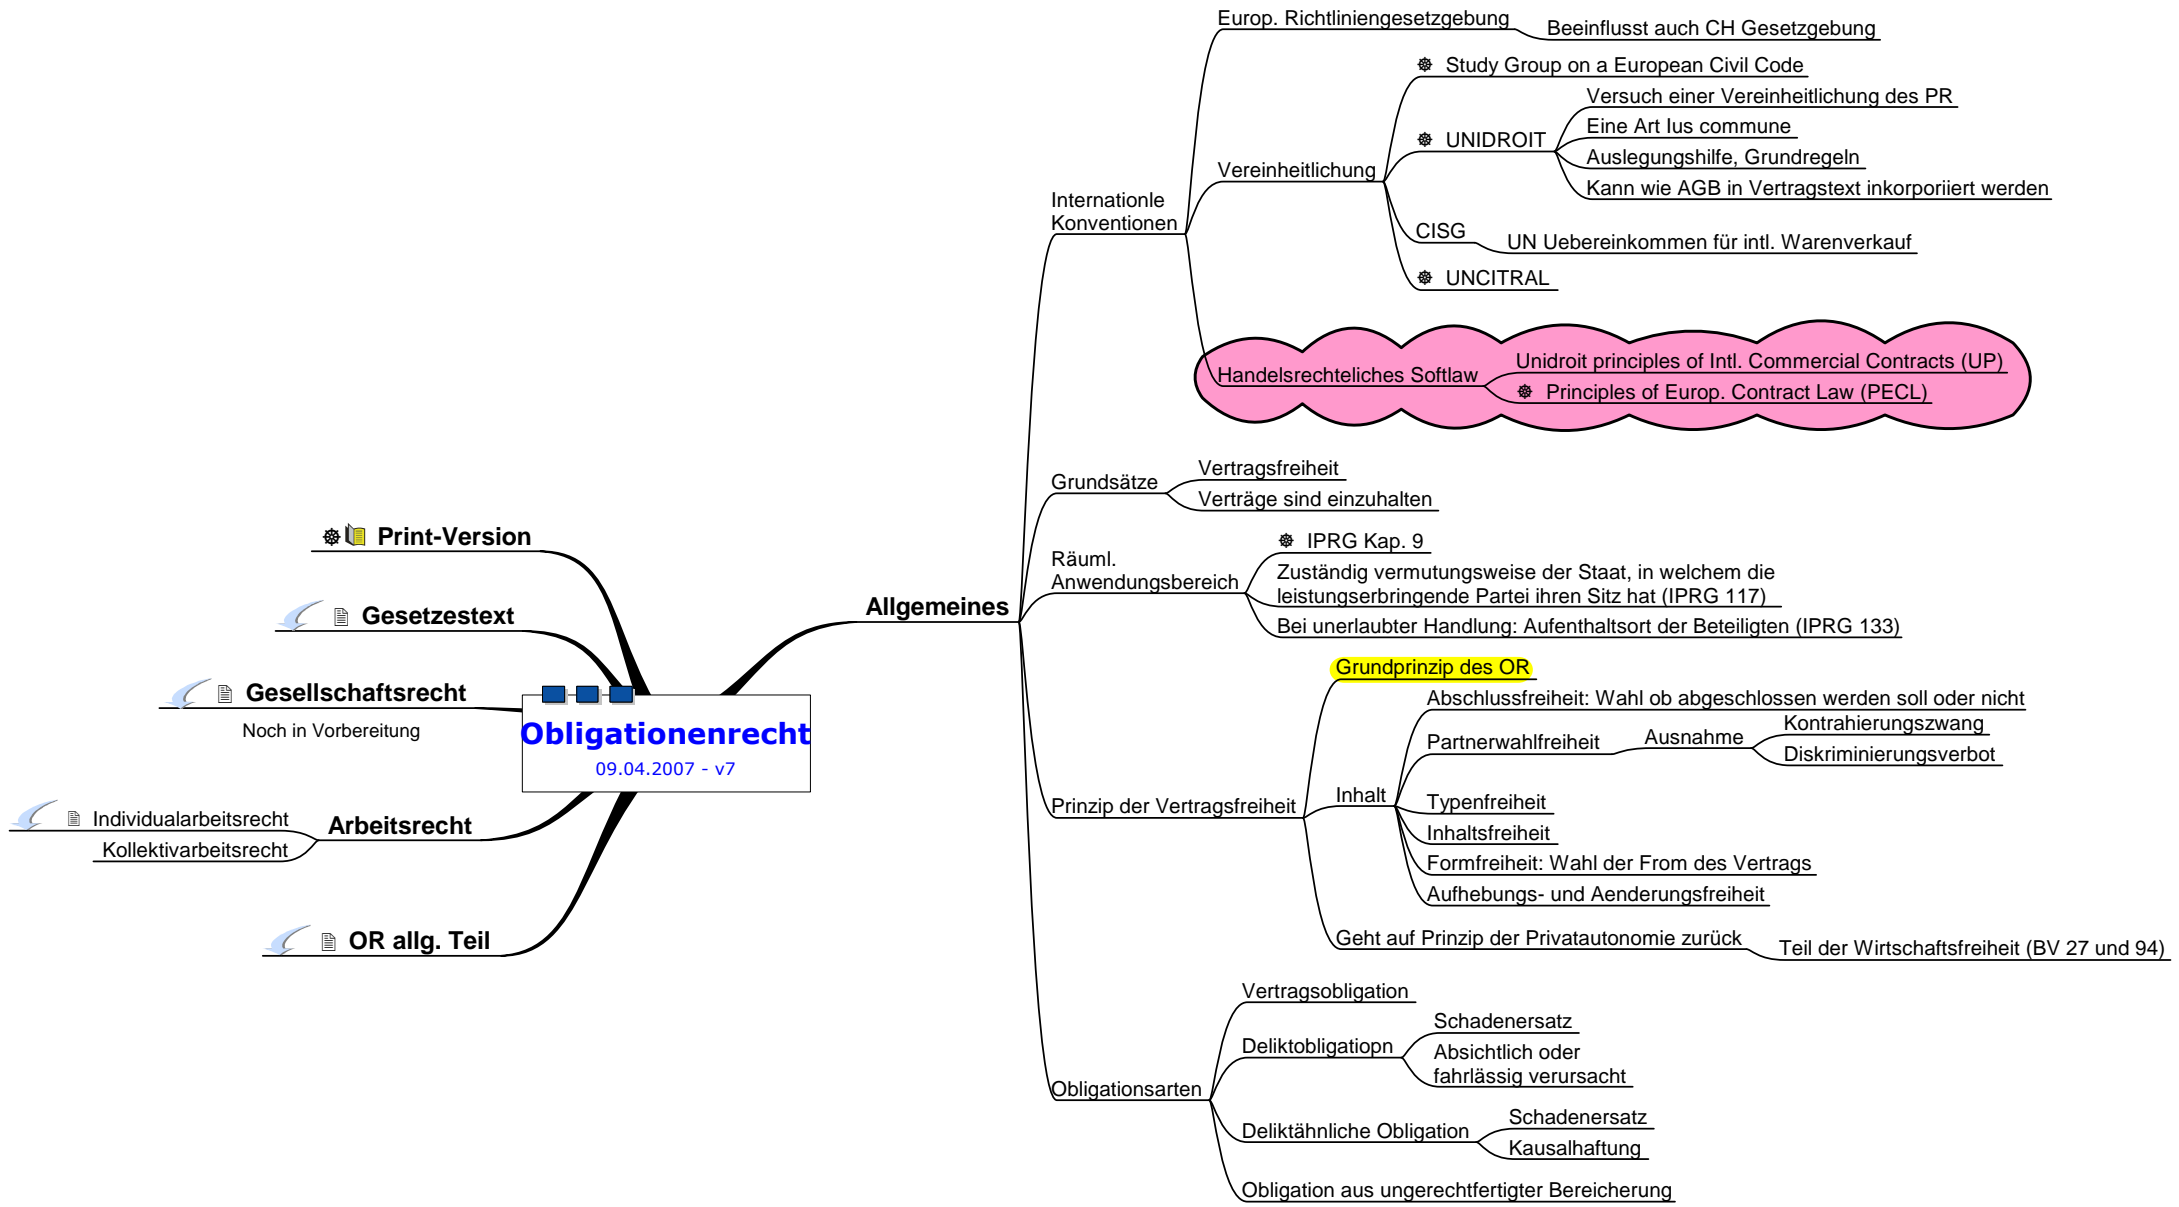 Obligationenrecht
09.04.2007 - v7
Allgemeines
Internationle
Konventionen
Europ. Richtliniengesetzgebung
Beeinflusst auch CH Gesetzgebung
Vereinheitlichung
Study Group on a European Civil Code
UNIDROIT
Versuch einer Vereinheitlichung des PR
Eine Art Ius commune
Auslegungshilfe, Grundregeln
Kann wie AGB in Vertragstext inkorporiiert werden
CISG
UN Uebereinkommen für intl. Warenverkauf
UNCITRAL
Handelsrechteliches Softlaw
Unidroit principles of Intl. Commercial Contracts (UP)
Principles of Europ. Contract Law (PECL)
Grundsätze
Vertragsfreiheit
Verträge sind einzuhalten
Räuml.
Anwendungsbereich
IPRG Kap. 9
Zuständig vermutungsweise der Staat, in welchem die
leistungserbringende Partei ihren Sitz hat (IPRG 117)
Bei unerlaubter Handlung: Aufenthaltsort der Beteiligten (IPRG 133)
Prinzip der Vertragsfreiheit
Grundprinzip des OR
Inhalt
Abschlussfreiheit: Wahl ob abgeschlossen werden soll oder nicht
Partnerwahlfreiheit
Ausnahme
Kontrahierungszwang
Diskriminierungsverbot
Typenfreiheit
Inhaltsfreiheit
Formfreiheit: Wahl der From des Vertrags
Aufhebungs- und Aenderungsfreiheit
Geht auf Prinzip der Privatautonomie zurück
Teil der Wirtschaftsfreiheit (BV 27 und 94)
Obligationsarten
Vertragsobligation
Deliktobligatiopn
Schadenersatz
Absichtlich oder
fahrlässig verursacht
Deliktähnliche Obligation
Schadenersatz
Kausalhaftung
Obligation aus ungerechtfertigter Bereicherung
Print-Version
Gesetzestext
Gesellschaftsrecht
Noch in Vorbereitung
Arbeitsrecht
Individualarbeitsrecht
Kollektivarbeitsrecht
OR allg. Teil